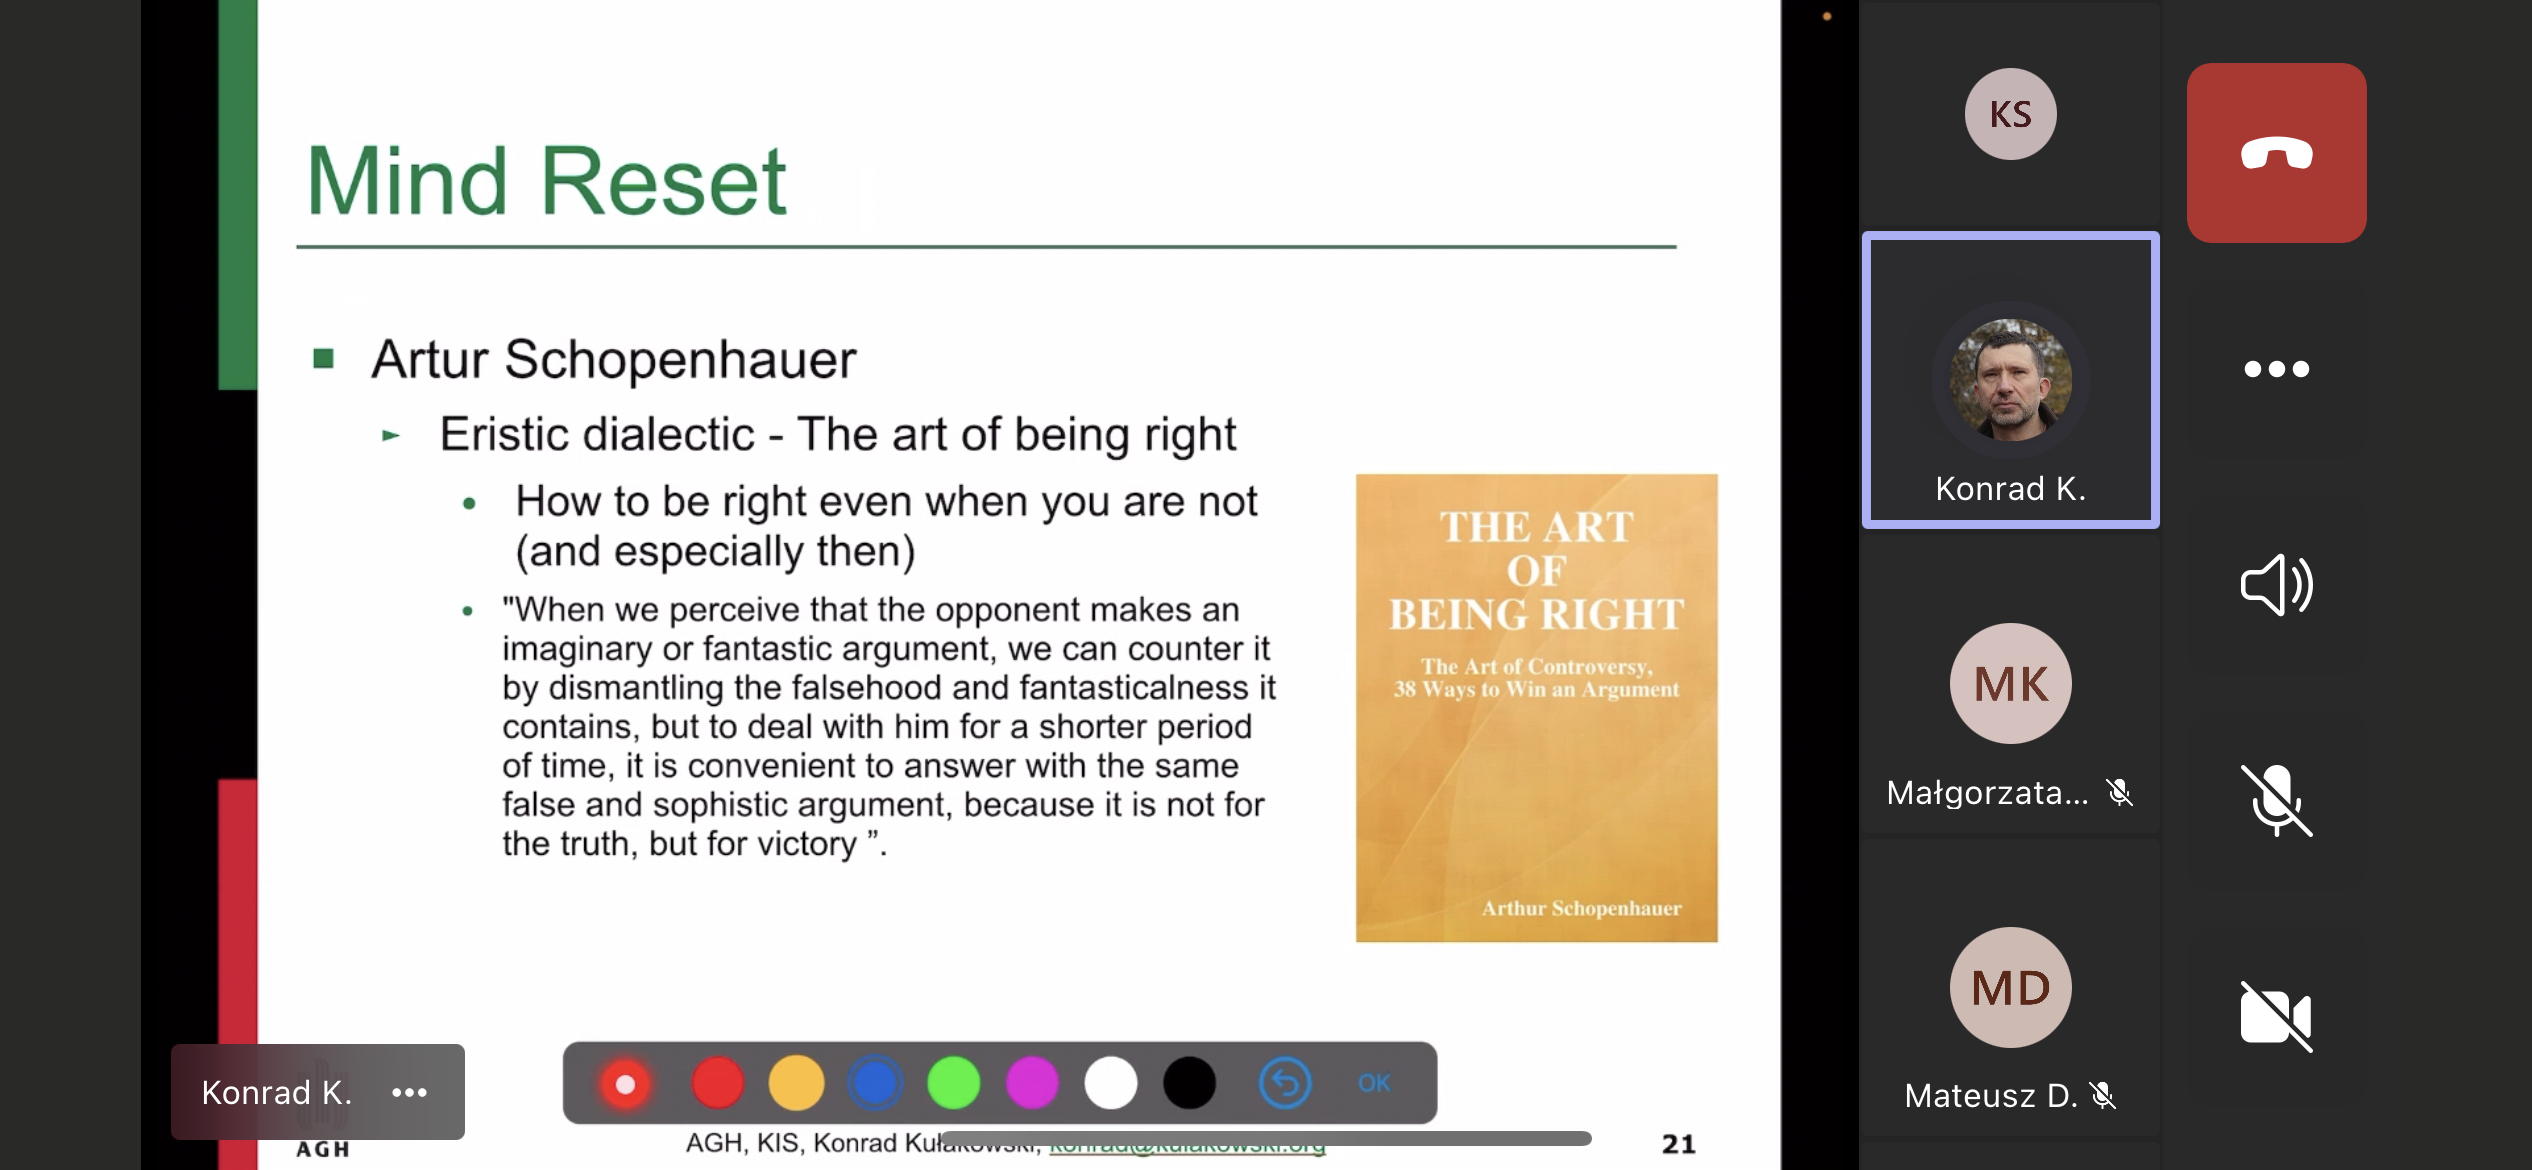 Mind Reset
Artur Schopenhauer
Eristic dialectic - The art of being right
How to be right even when you are not
(and especially then)
"When we perceive that the opponent makes an
imaginary or fantastic argument, we can counter it
by dismantling the falsehood and fantasticalness it
contains, but to deal with him for a shorter period
of time, it is convenient to answer with the same
false and sophistic argument, because it is not for
the truth, but for victory ”.
THE ART
OF
BEING RIGHT
The Art of Controversy,
38 Ways to Win an Argument
Arthur Schopenhauer
Konrad K.
OK
AGH
AGH, KIS, Konrad Kułakowski, konrad@kulakowski.org
21
KS
Konrad K.
MK
Małgorzata...
MD
Mateusz D.